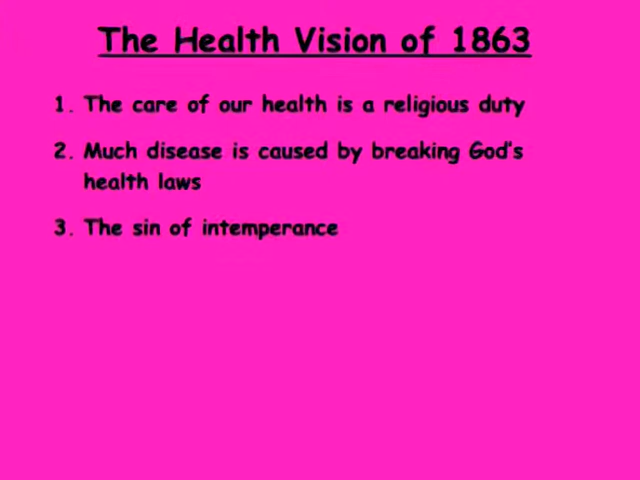 The Health Vision of 1863
1. The care of our health is a religious duty
2. Much disease is caused by breaking God's
health laws
3. The sin of intemperance